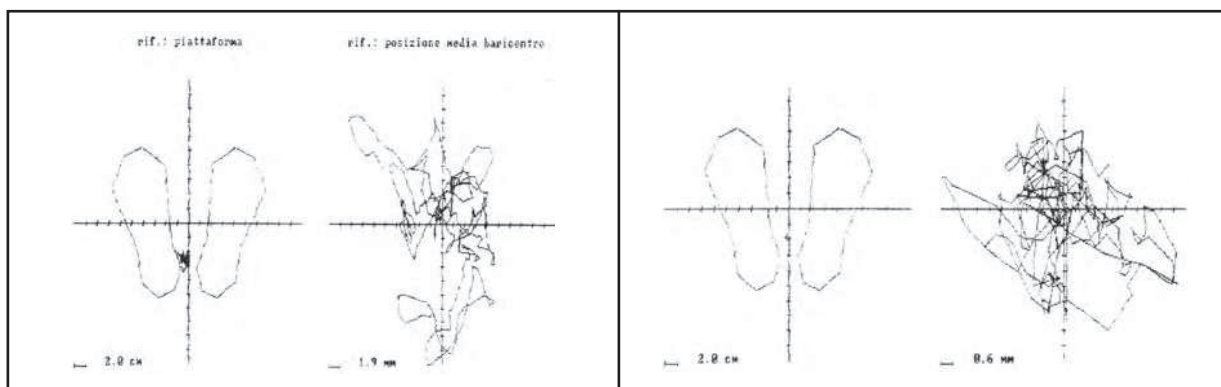 rif.: piattaforma
rif.: posizione media baricentro
2.0 CM
1.9 MM
2.0 CM
0.6 MM